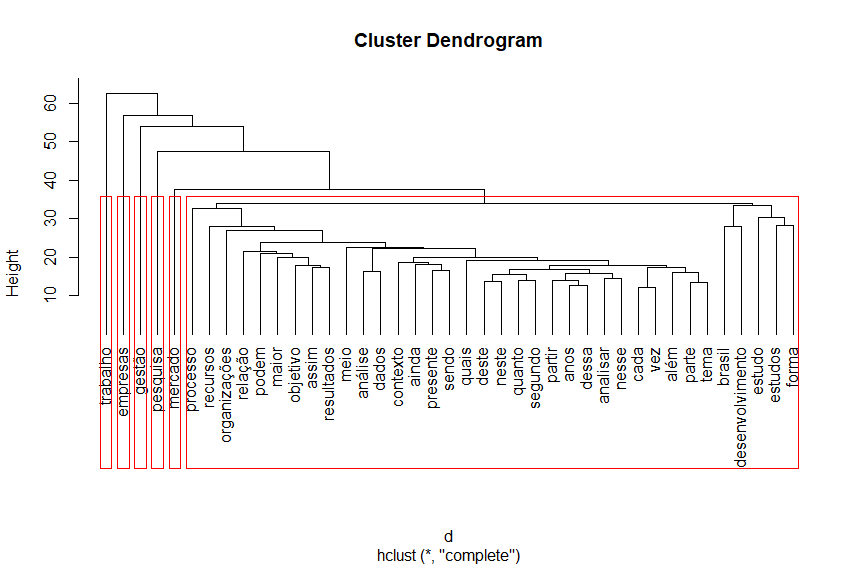 Cluster Dendrogram
Height
60
50
40
30
20
10
trabalho
empresas
gestão
pesquisa
mercado
processo
recursos
organizações
relação
podem
maior
objetivo
assim
resultados
meio
análise
dados
contexto
ainda
presente
sendo
quais
deste
neste
quanto
segundo
partir
anos
dessa
analisar
nesse
cada
vez
além
parte
tema
brasil
desenvolvimento
estudo
estudos
forma
d
hclust (*, "complete")